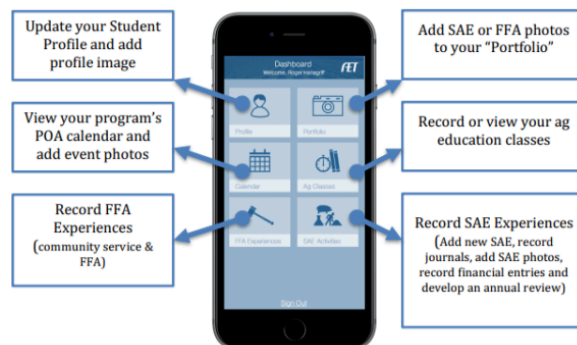 Update your Student
Profile and add
profile image
View your program's
POA calendar and
add event photos
Record FFA
Experiences
(community service &
FFA)
Dashboard
Welcome, Rogerhanagriff
ÆT
Profile
Portfolio
Calendar
Ag Classes
FFA Experiences
SAE Activities
Sign Out
Add SAE or FFA photos
to your “Portfolio”
Record or view your ag
education classes
Record SAE Experiences
(Add new SAE, record
journals, add SAE photos,
record financial entries and
develop an annual review)